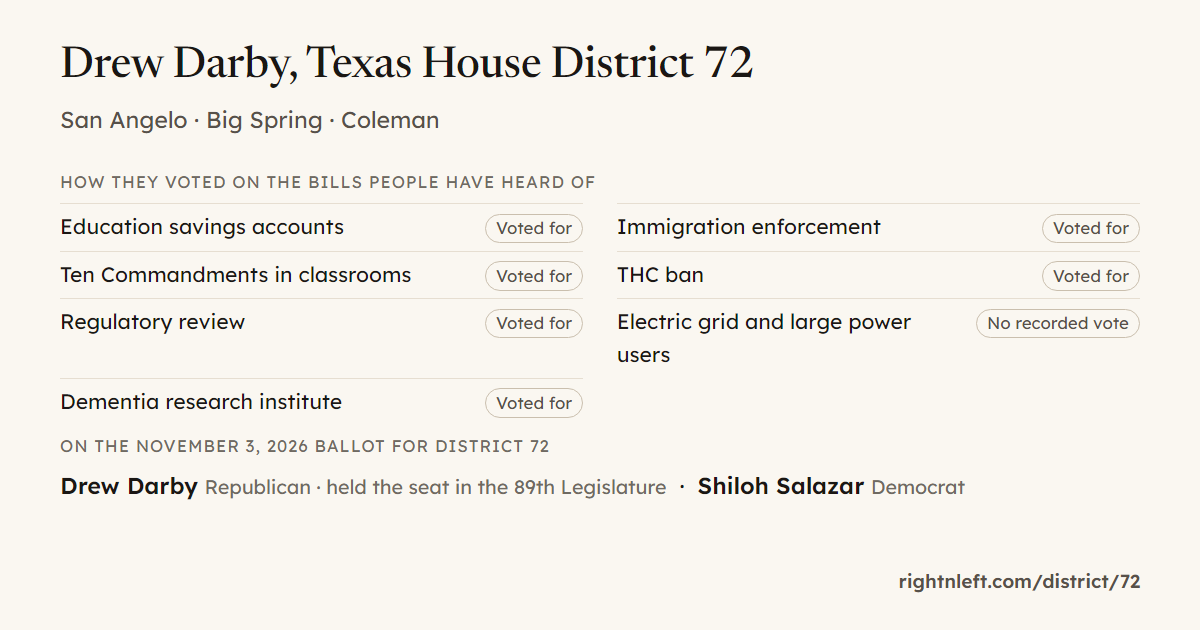 Drew Darby, Texas House District 72
San Angelo · Big Spring · Coleman
HOW THEY VOTED ON THE BILLS PEOPLE HAVE HEARD OF
Education savings accounts Voted for
Immigration enforcement Voted for
Ten Commandments in classrooms Voted for
THC ban Voted for
Regulatory review Voted for
Electric grid and large power No recorded vote
users
Dementia research institute Voted for
ON THE NOVEMBER 3, 2026 BALLOT FOR DISTRICT 72
Drew Darby Republican · held the seat in the 89th Legislature · Shiloh Salazar Democrat
rightnleft.com/district/72